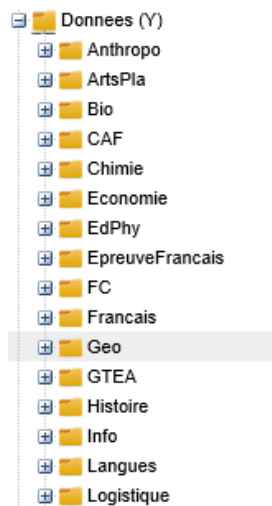 Donnees (Y)
Anthropo
ArtsPla
Bio
CAF
Chimie
Economie
EdPhy
EpreuveFrancais
FC
Francais
Geo
GTEA
Histoire
Info
Langues
Logistique